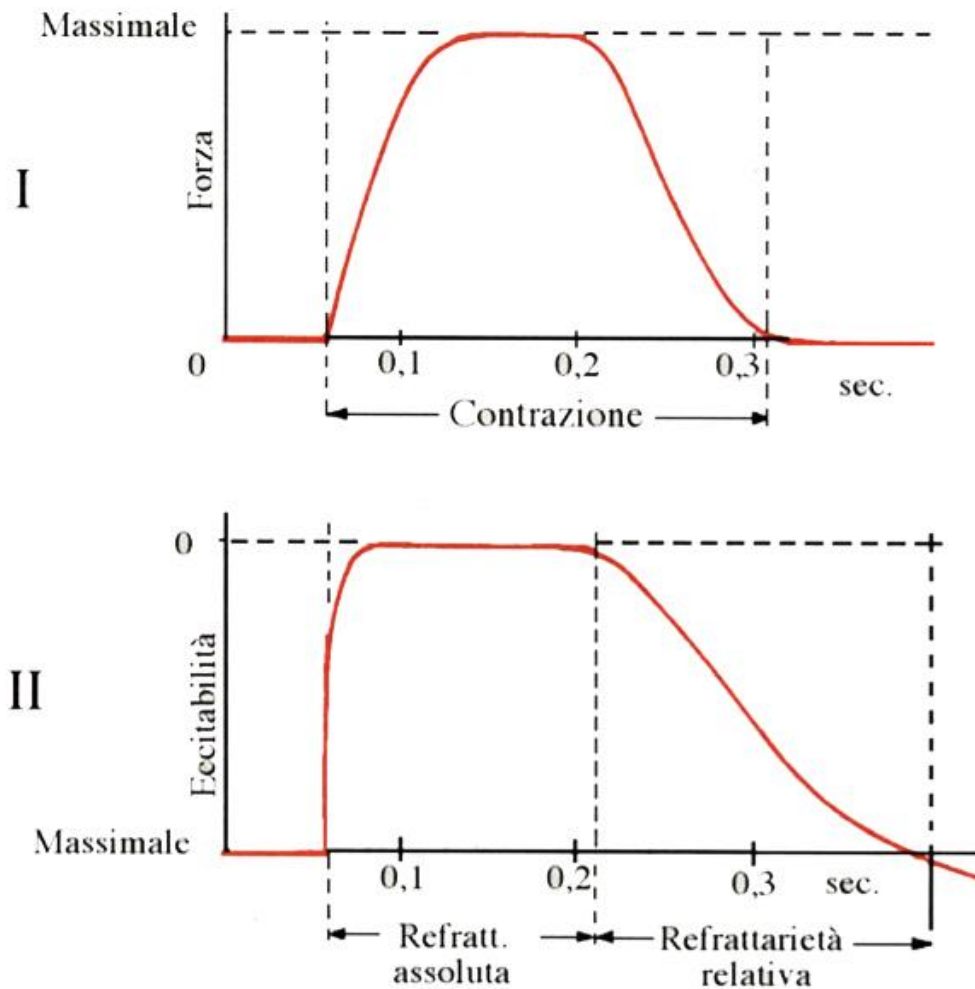 Massimale
Forza
I
0
0,1
0,2
0,3
sec.
Contrazione
0
Eccitabilità
II
Massimale
0,1
0,2
0,3
sec.
Refratt.
assoluta
Refrattarietà
relativa